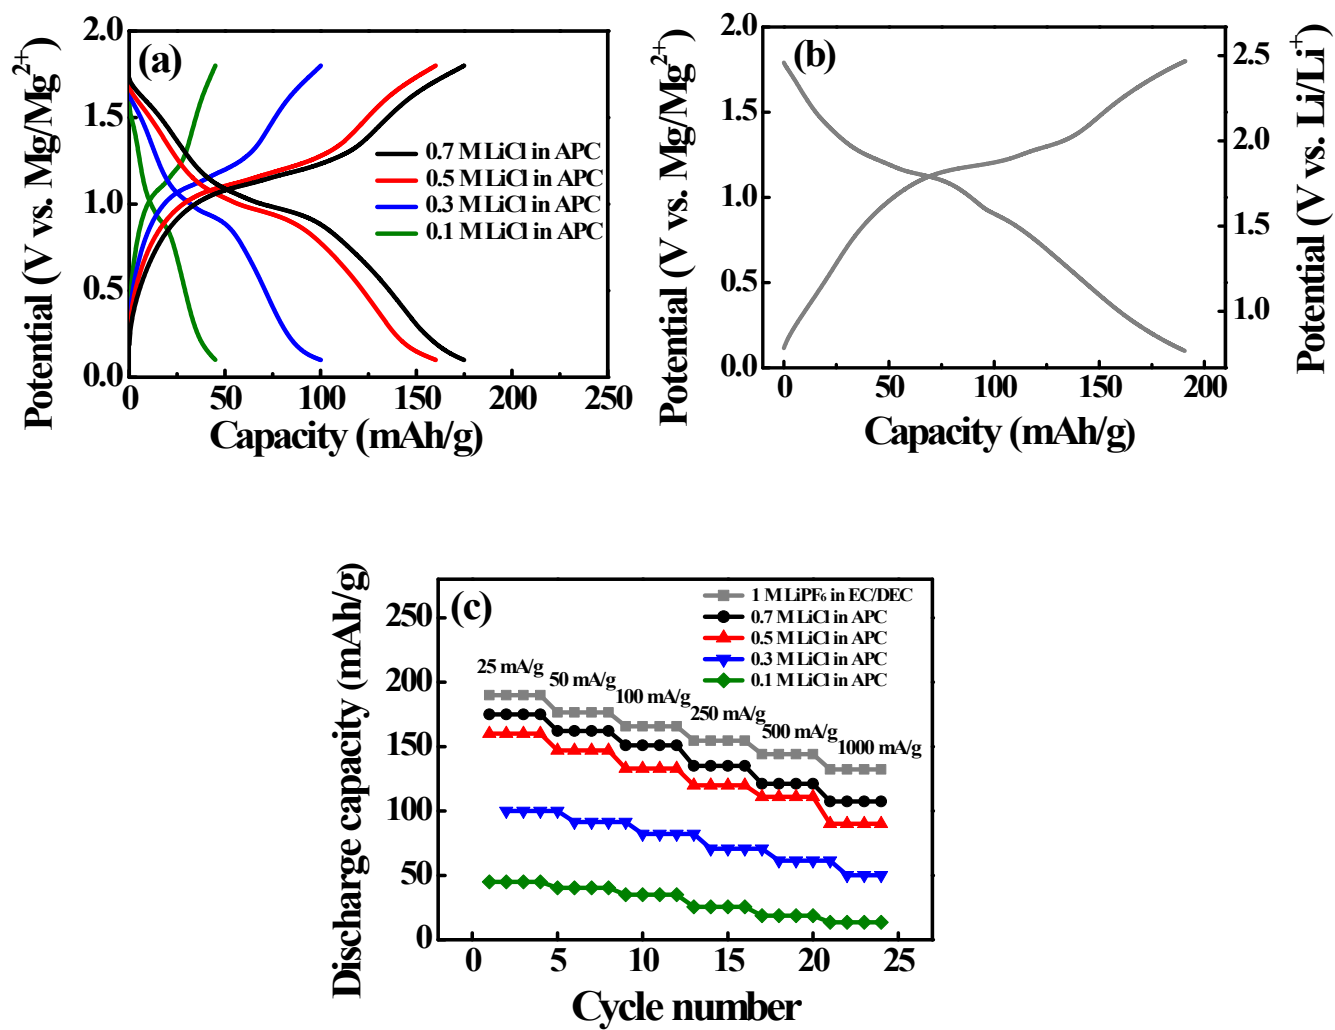 (a)
Potential (V vs. Mg/Mg²⁺
2.0
1.5
1.0
0.5
0.0
0.7 M LiCl in APC
0.5 M LiCl in APC
0.3 M LiCl in APC
0.1 M LiCl in APC
0 50 100 150 200 250
Capacity (mAh/g)
(b)
Potential (V vs. Mg/Mg²⁺
2.0
1.5
1.0
0.5
0.0
2.5
2.0
1.5
1.0
Potential (V vs. Li/Li⁺
0 50 100 150 200
Capacity (mAh/g)
(c)
Discharge capacity (mAh/g)
250
200
150
100
50
0
1 M LiPF₆ in EC/DEC
0.7 M LiCl in APC
0.5 M LiCl in APC
0.3 M LiCl in APC
0.1 M LiCl in APC
25 mA/g
50 mA/g
100 mA/g
250 mA/g
500 mA/g
1000 mA/g
0 5 10 15 20 25
Cycle number